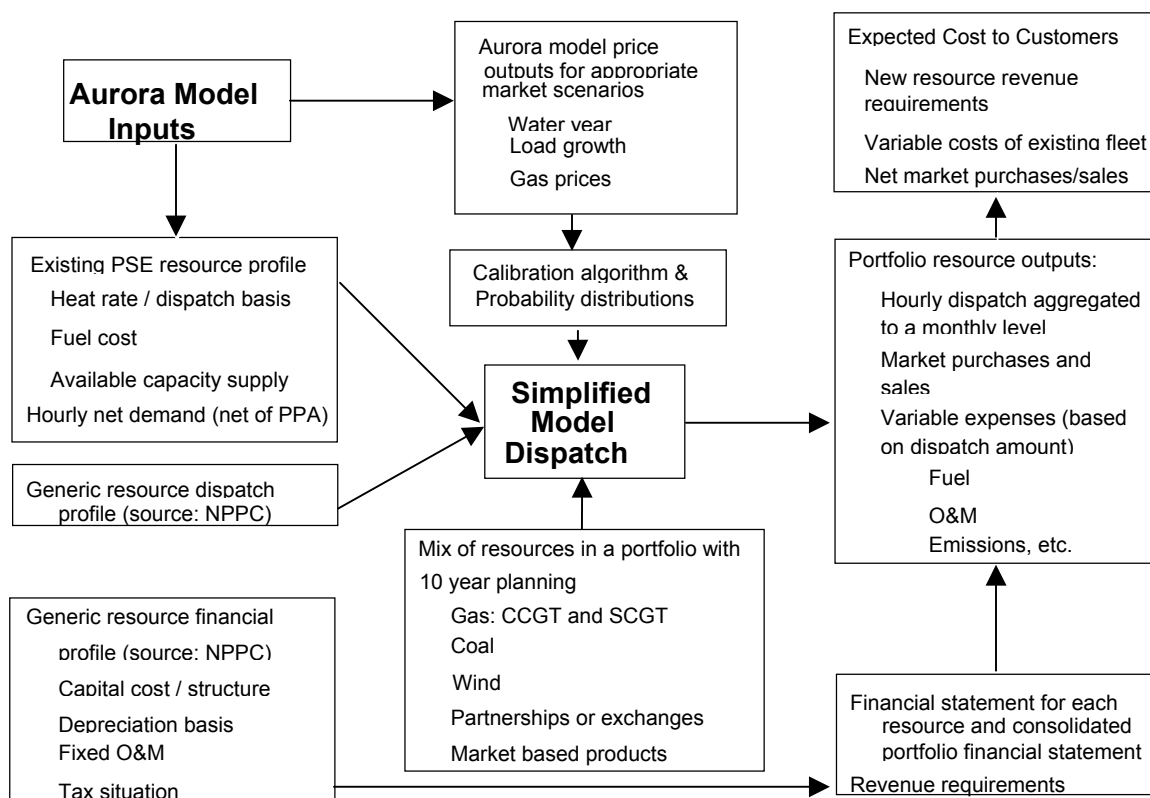 Aurora Model
Inputs
Aurora model price
outputs for appropriate
market scenarios
Water year
Load growth
Gas prices
Expected Cost to Customers
New resource revenue
requirements
Variable costs of existing fleet
Net market purchases/sales
Existing PSE resource profile
Heat rate / dispatch basis
Fuel cost
Available capacity supply
Hourly net demand (net of PPA)
Calibration algorithm &
Probability distributions
Simplified
Model
Dispatch
Portfolio resource outputs:
Hourly dispatch aggregated
to a monthly level
Market purchases and
sales
Variable expenses (based
on dispatch amount)
Fuel
O&M
Emissions, etc.
Generic resource dispatch
profile (source: NPPC)
Mix of resources in a portfolio with
10 year planning
Gas: CCGT and SCGT
Coal
Wind
Partnerships or exchanges
Market based products
Generic resource financial
profile (source: NPPC)
Capital cost / structure
Depreciation basis
Fixed O&M
Tax situation
Financial statement for each
resource and consolidated
portfolio financial statement
Revenue requirements